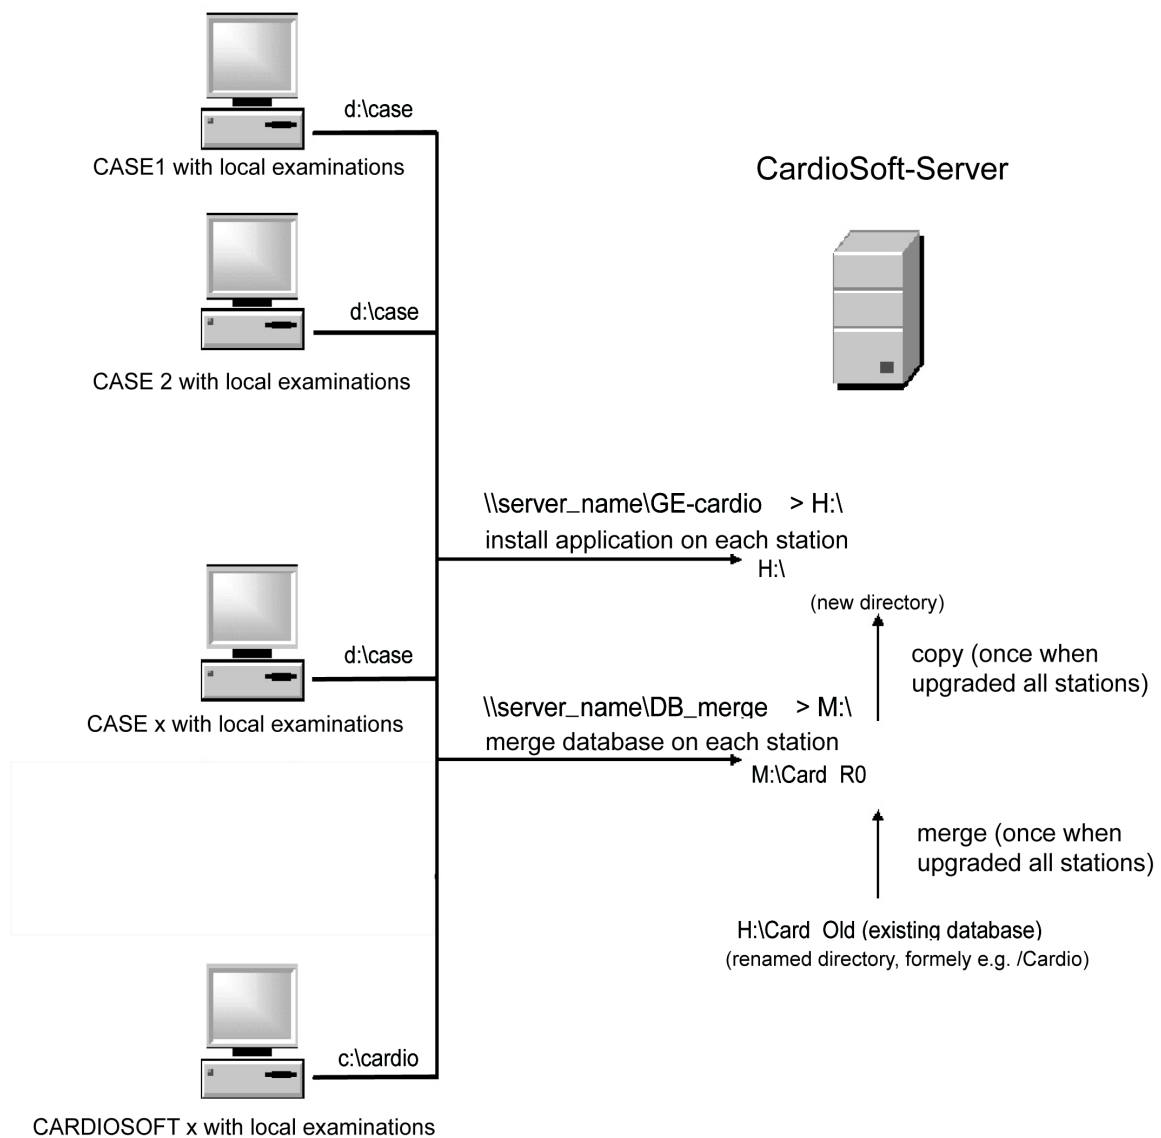 d:\case
CASE1 with local examinations
CardioSoft-Server
d:\case
CASE 2 with local examinations
\\server_name\GE-cardio > H:\
install application on each station
H:\
(new directory)
copy (once when
upgraded all stations)
d:\case
CASE x with local examinations
\\server_name\DB_merge > M:\
merge database on each station
M:\Card R0
merge (once when
upgraded all stations)
H:\Card Old (existing database)
(renamed directory, formely e.g. /Cardio)
c:\cardio
CARDIOSOFT x with local examinations